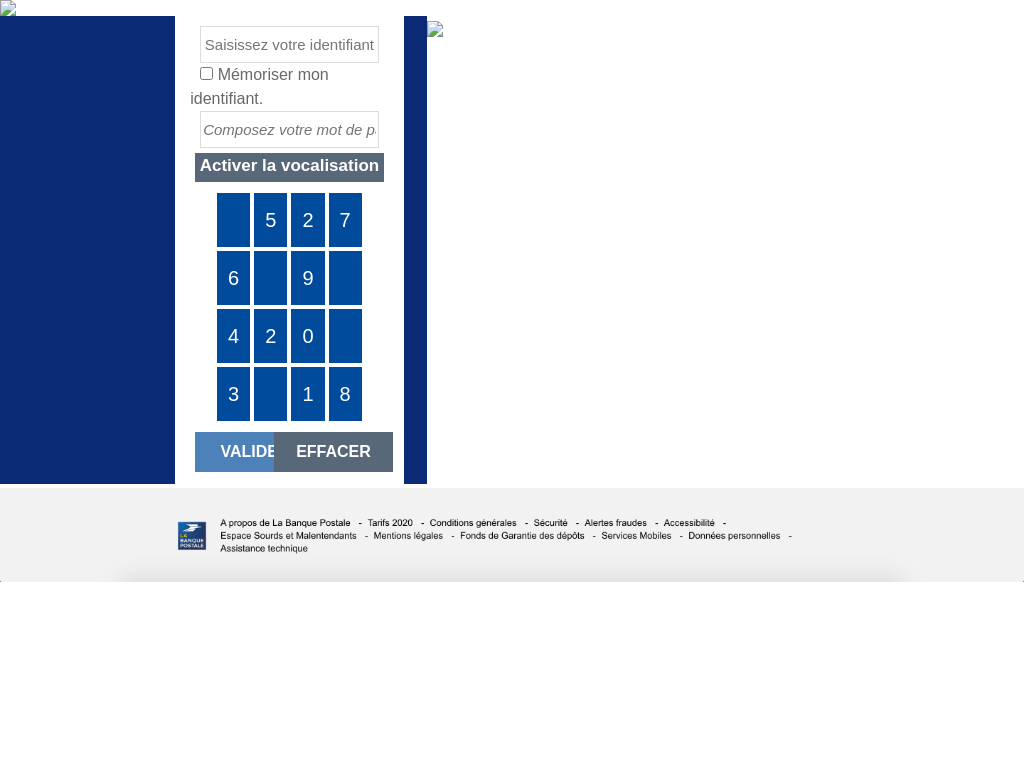 Saisissez votre identifiant
Mémoriser mon
identifiant.
Composez votre mot de pa
Activer la vocalisation
5 2 7
6 9
4 2 0
3 1 8
VALIDE EFFACER
A propos de La Banque Postale - Tarifs 2020 - Conditions générales - Sécurité - Alertes fraudes - Accessibilité -
LA BANQUE POSTALE
Espace Sourds et Malentendants - Mentions légales - Fonds de Garantie des dépôts - Services Mobiles - Données personnelles -
Assistance technique